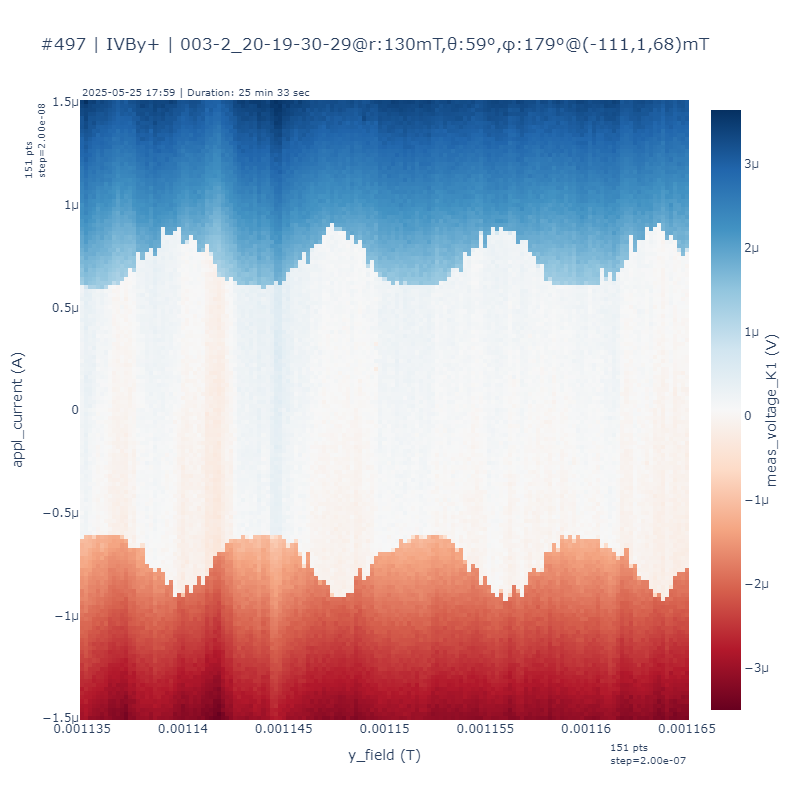 #497 | IVBy+ | 003-2_20-19-30-29@r:130mT,θ:59°,φ:179°@(-111,1,68)mT
2025-05-25 17:59 | Duration: 25 min 33 sec
151 pts
step=2.00e-08
1.5μ
1μ
0.5μ
0
−0.5μ
−1μ
−1.5μ
appl_current (A)
0.001135
0.00114
0.001145
0.00115
0.001155
0.00116
0.001165
y_field (T)
151 pts
step=2.00e-07
3μ
2μ
1μ
0
−1μ
−2μ
−3μ
meas_voltage_K1 (V)